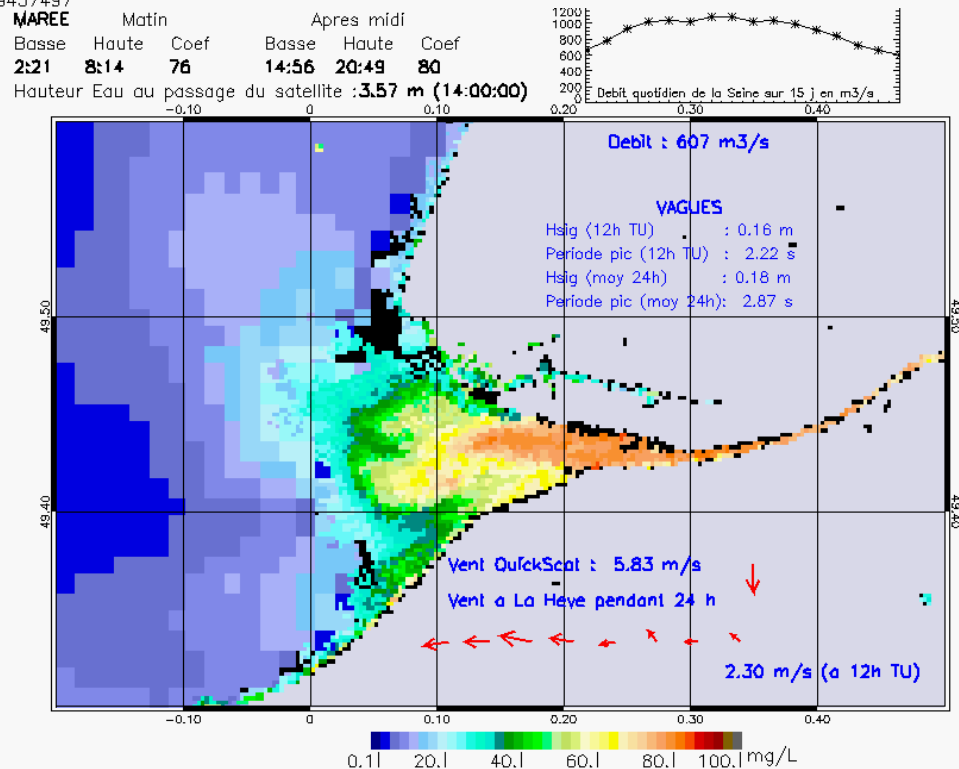 MAREE Matin Apres midi
Basse Haute Coef Basse Haute Coef
2:21 8:14 76 14:56 20:49 80
Hauteur Eau au passage du satellite :3.57 m (14:00:00)
1200
1000
800
600
400
200
0
Debit quotidien de la Seine sur 15 j en m3/s
-0.10 0 0.10 0.20 0.30 0.40
Debit : 607 m3/s
VAGUES
Hsig (12h TU) : 0.16 m
Periode pic (12h TU) : 2.22 s
Hsig (moy 24h) : 0.18 m
Periode pic (moy 24h): 2.87 s
49.50 49.50
49.40 49.40
Vent QuickScat : 5.83 m/s
Vent a La Heve pendant 24 h
2.30 m/s (a 12h TU)
-0.10 0 0.10 0.20 0.30 0.40
0.1| 20.| 40.| 60.| 80.| 100.| mg/L